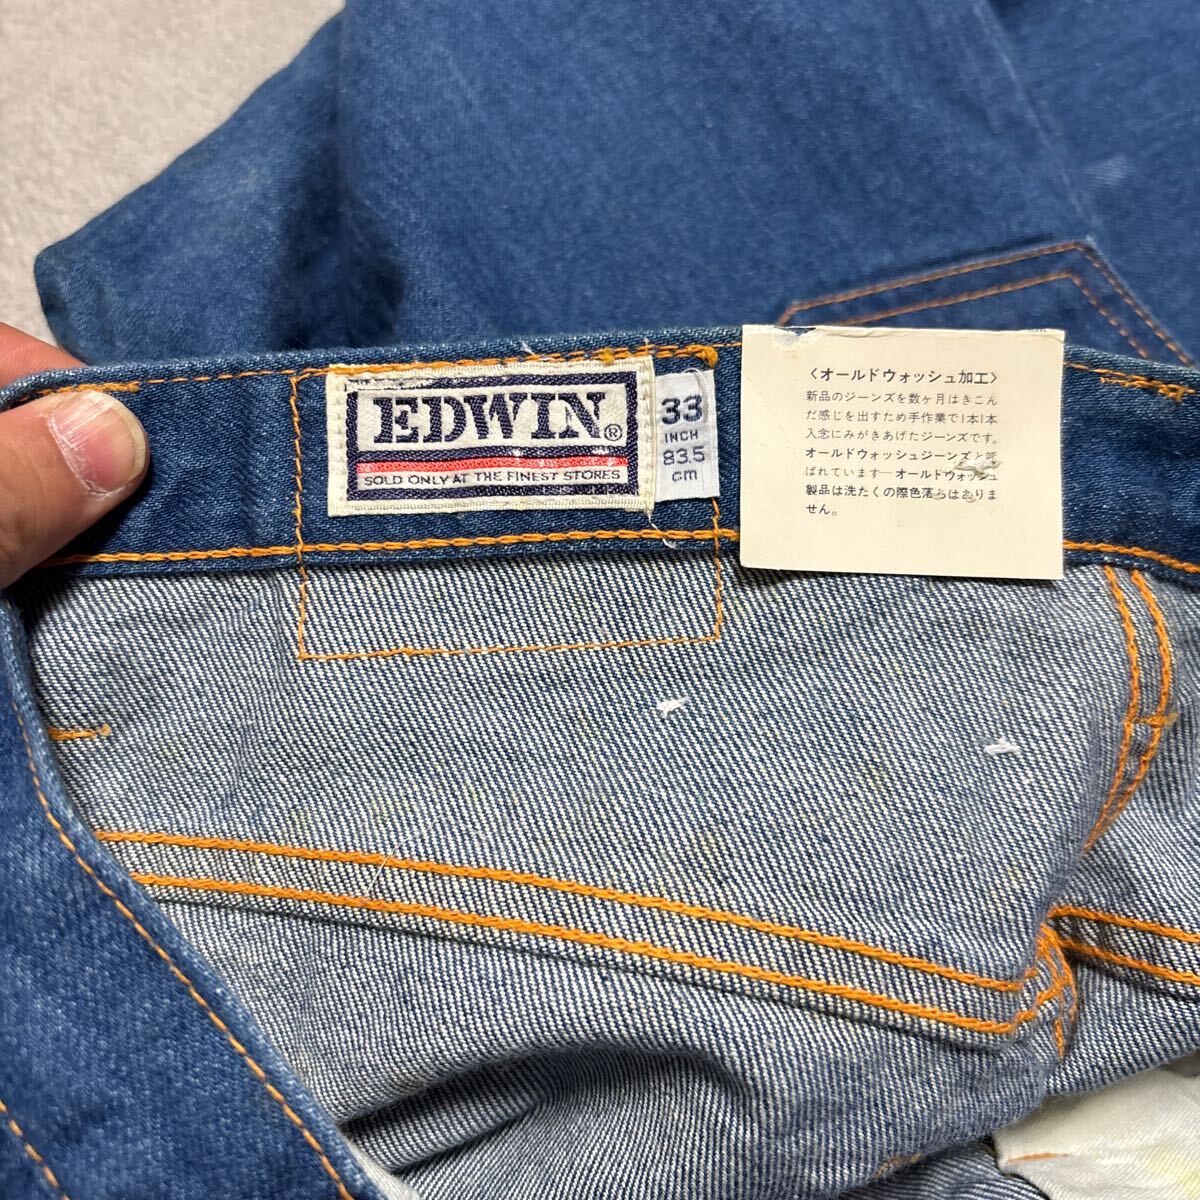 EDWIN®
SOLD ONLY AT THE FINEST STORES
33
INCH
83.5
cm
〈オールドウォッシュ加工〉
新品のジーンズを数ヶ月はきこん
だ感じを出すため手作業で1本1本
入念にみがきあげたジーンズです。
オールドウォッシュジーンズと呼
ばれています オールドウォッシュ
製品は洗たくの際色落ちはありま
せん。